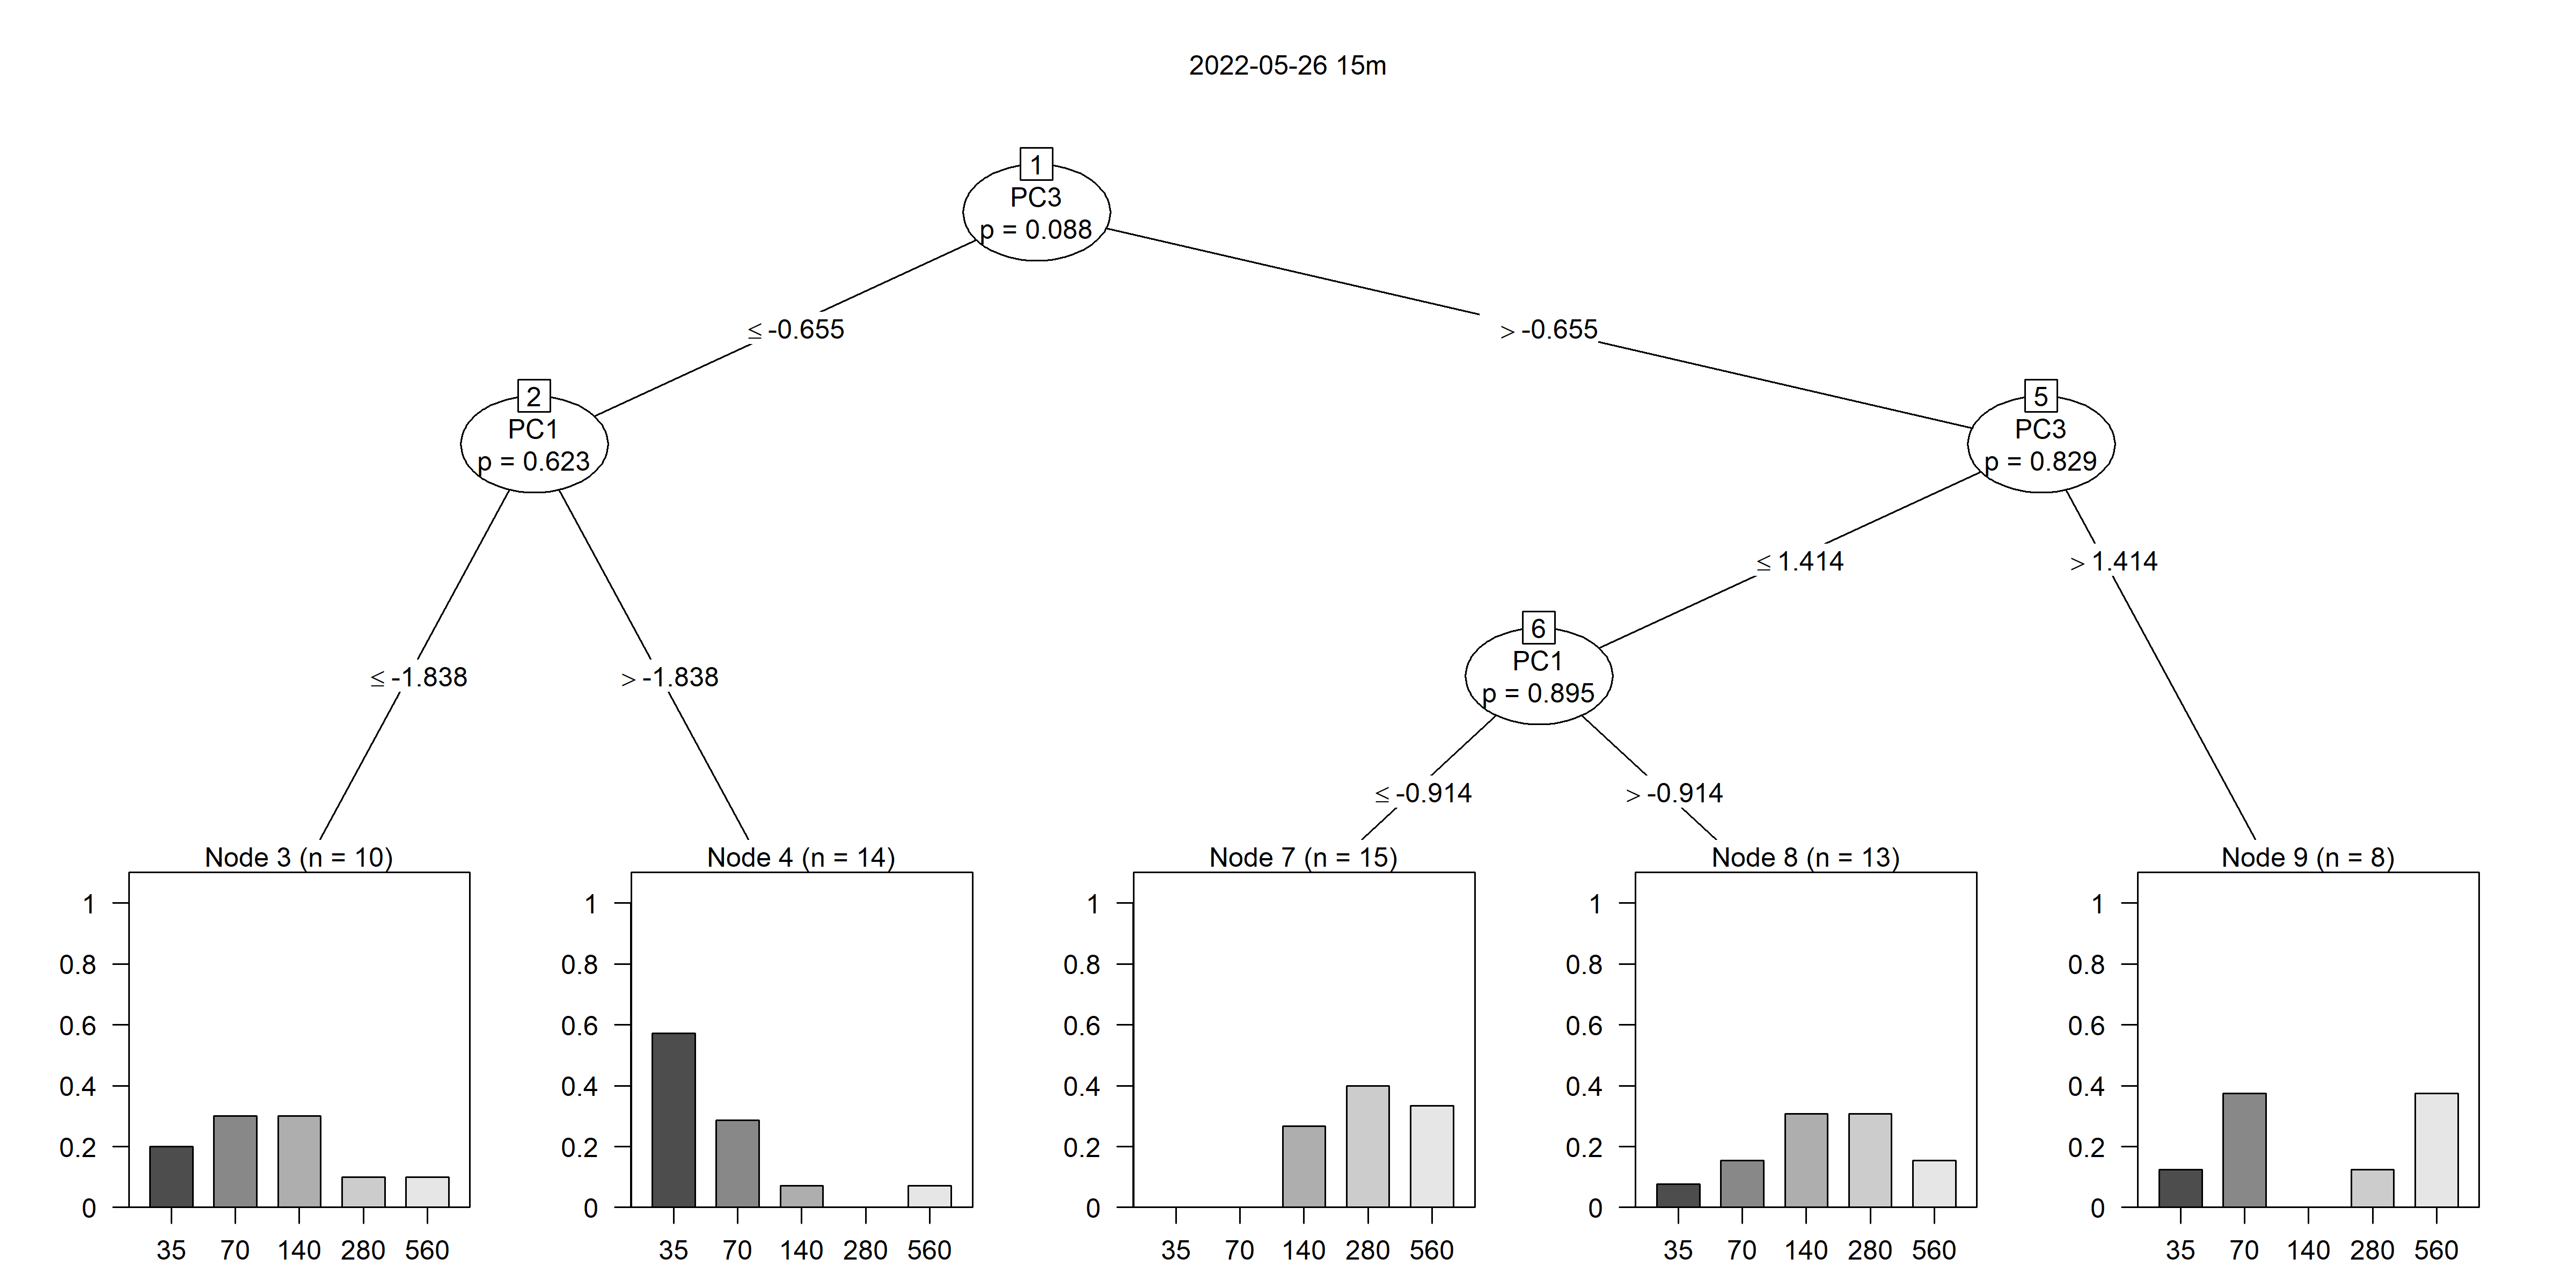 2022-05-26 15m
1
PC3
p = 0.088
≤ -0.655
> -0.655
2
PC1
p = 0.623
5
PC3
p = 0.829
≤ 1.414
> 1.414
6
PC1
p = 0.895
≤ -1.838
> -1.838
≤ -0.914
> -0.914
Node 3 (n = 10)
1
0.8
0.6
0.4
0.2
0
35 70 140 280 560
Node 4 (n = 14)
1
0.8
0.6
0.4
0.2
0
35 70 140 280 560
Node 7 (n = 15)
1
0.8
0.6
0.4
0.2
0
35 70 140 280 560
Node 8 (n = 13)
1
0.8
0.6
0.4
0.2
0
35 70 140 280 560
Node 9 (n = 8)
1
0.8
0.6
0.4
0.2
0
35 70 140 280 560